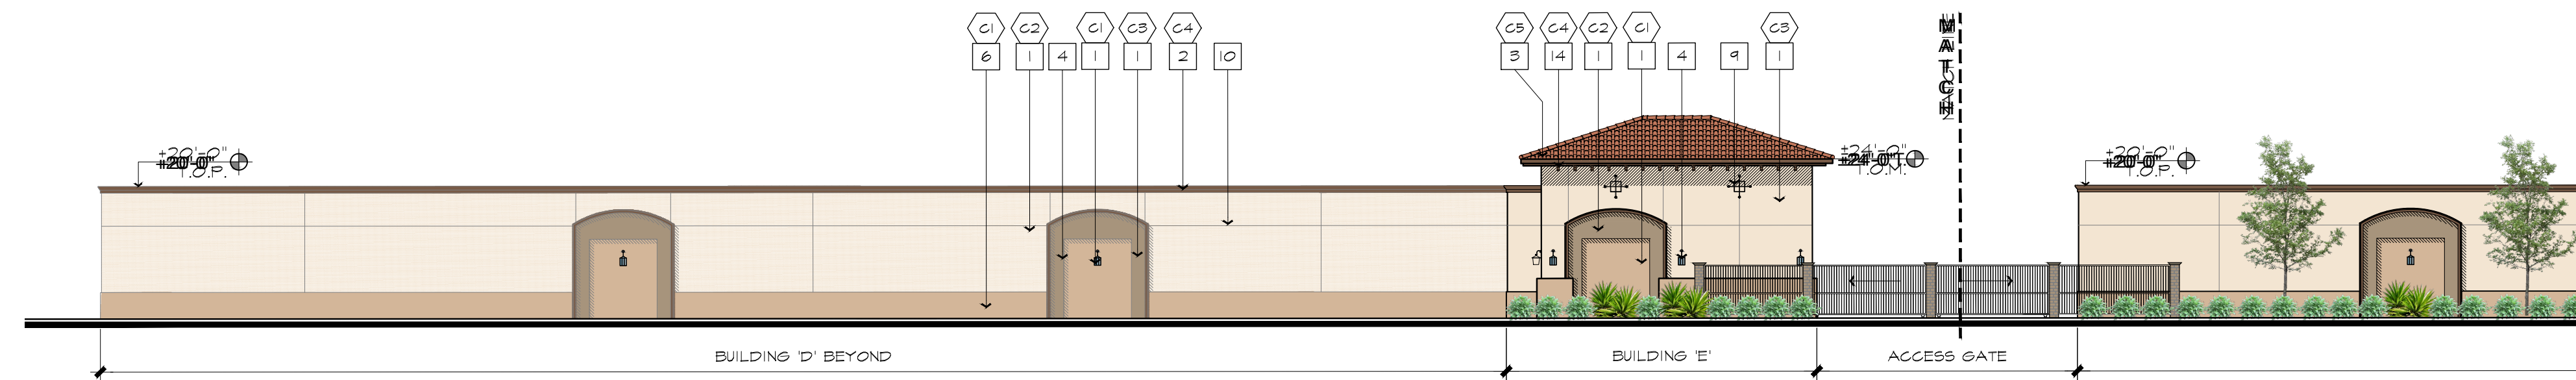 C1 C2 C1 C3 C4
6 1 4 1 1 2 10
C5 C4 C2 C1 C3
3 14 1 1 4 9 1
MATCH
±20'-0"
T.O.P.
±24'-0"
T.O.M.
±20'-0"
T.O.P.
BUILDING 'D' BEYOND
BUILDING 'E'
ACCESS GATE